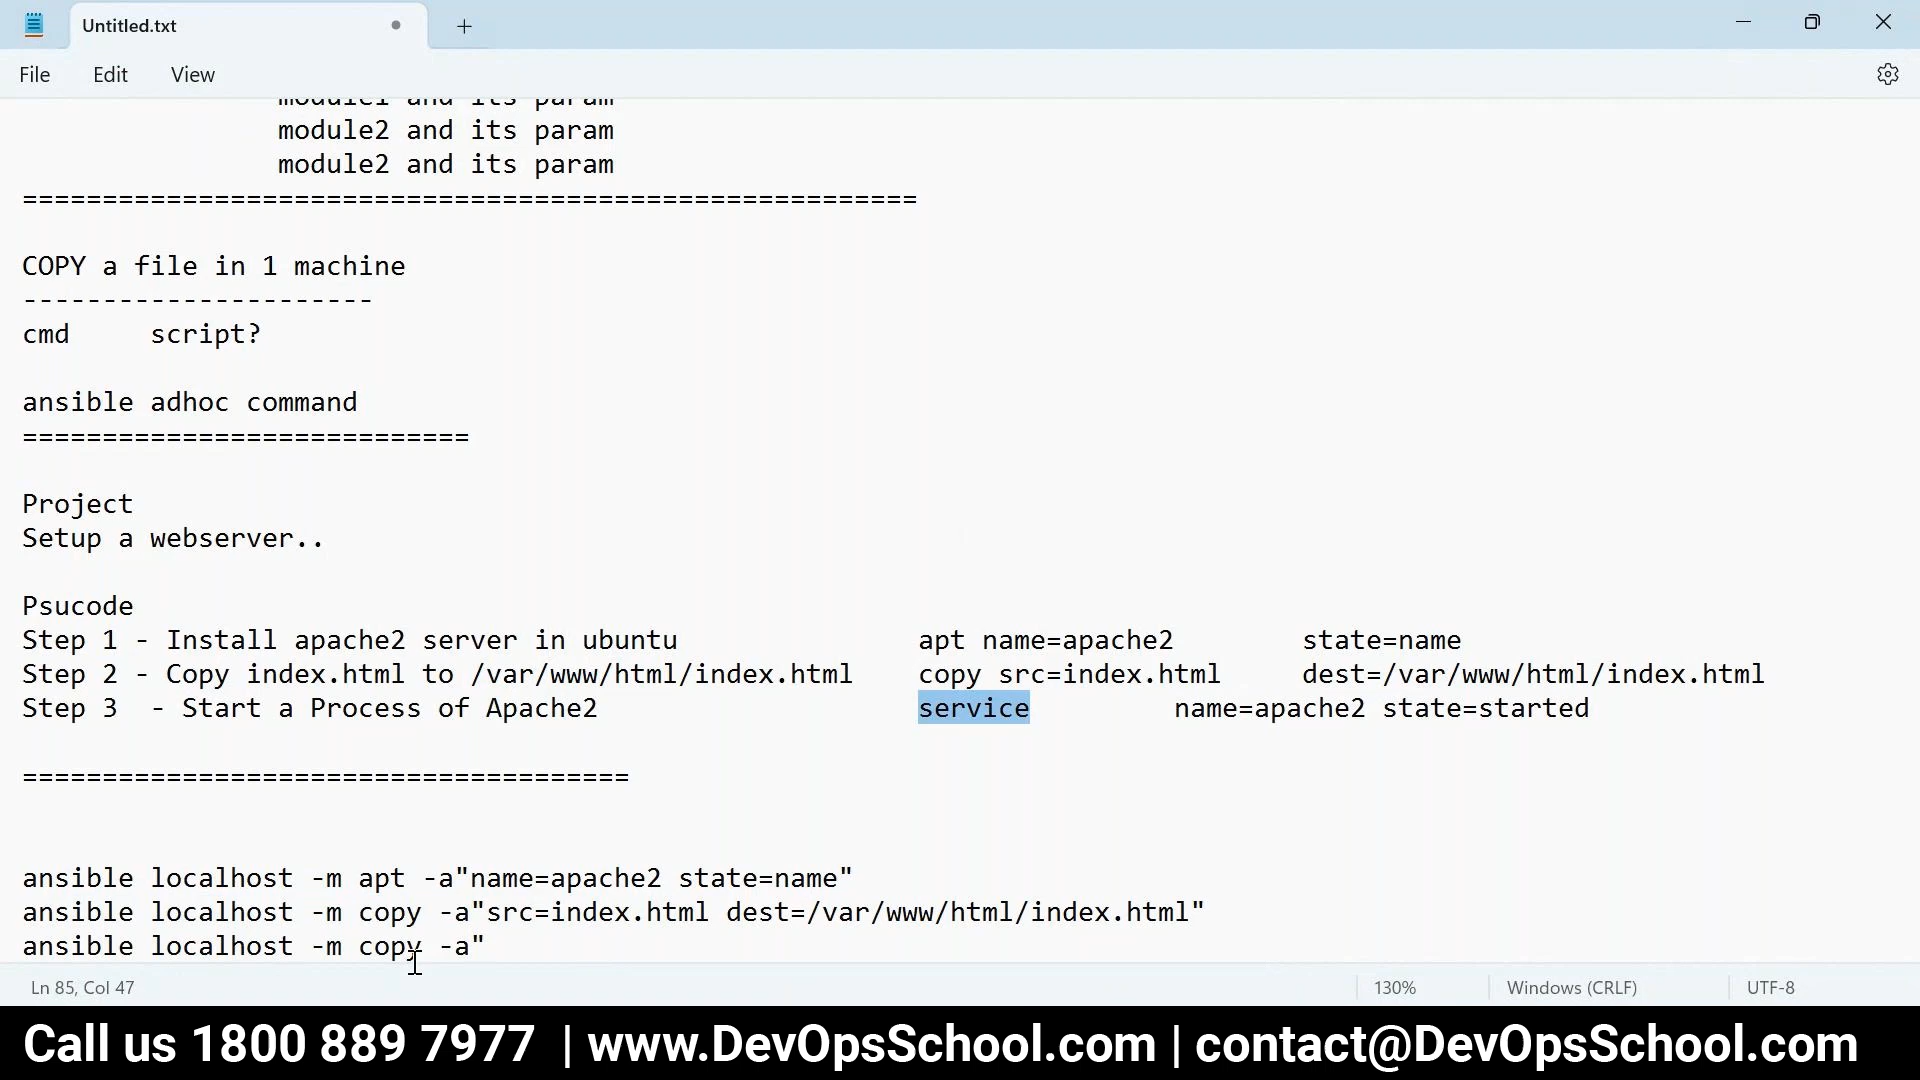 Untitled.txt
File Edit View
module1 and its param
module2 and its param
module2 and its param
========================================================
COPY a file in 1 machine
----------------------
cmd script?
ansible adhoc command
============================
Project
Setup a webserver..
Psucode
Step 1 - Install apache2 server in ubuntu apt name=apache2 state=name
Step 2 - Copy index.html to /var/www/html/index.html copy src=index.html dest=/var/www/html/index.html
Step 3 - Start a Process of Apache2 service name=apache2 state=started
======================================
ansible localhost -m apt -a"name=apache2 state=name"
ansible localhost -m copy -a"src=index.html dest=/var/www/html/index.html"
ansible localhost -m copy -a"
Ln 85, Col 47 130% Windows (CRLF) UTF-8
Call us 1800 889 7977 | www.DevOpsSchool.com | contact@DevOpsSchool.com